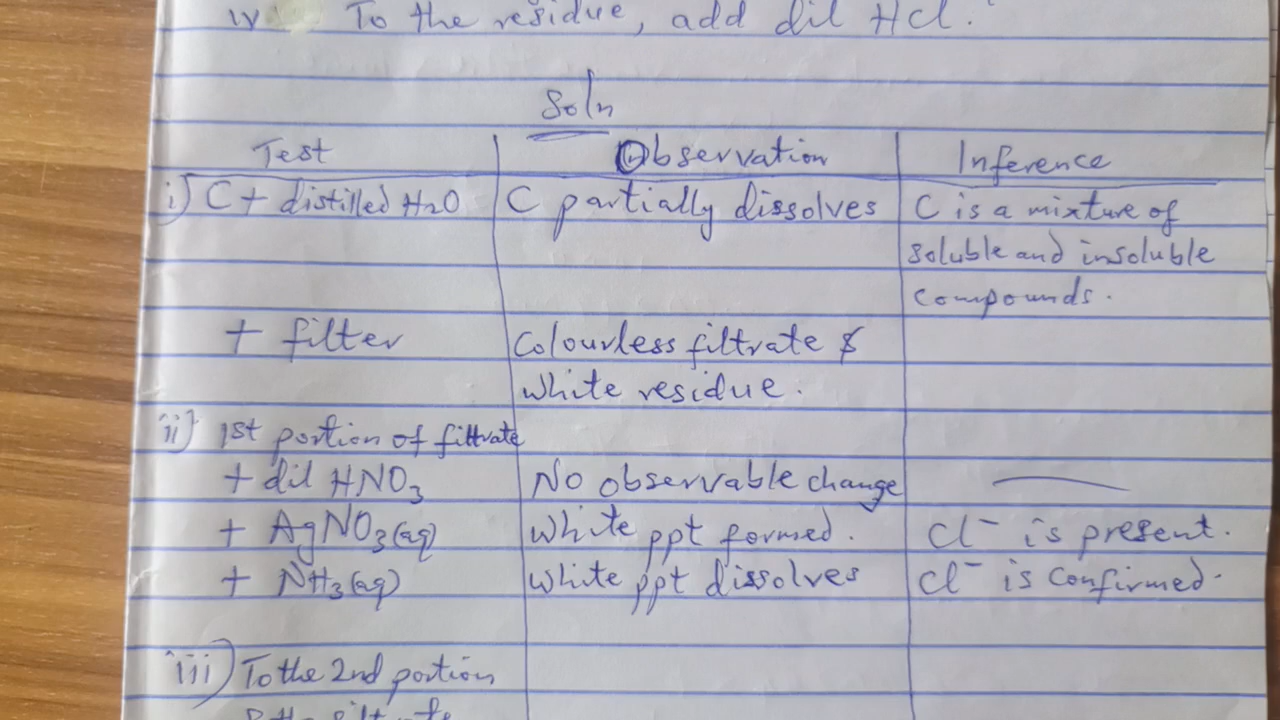 iv To the residue, add dil HCl.
Soln
Test Observation Inference
i) C + distilled H2O C partially dissolves C is a mixture of
soluble and insoluble
compounds.
+ filter Colourless filtrate &
white residue.
ii) 1st portion of filtrate
+ dil HNO3 No observable change —
+ AgNO3(aq) White ppt formed. Cl⁻ is present.
+ NH3(aq) White ppt dissolves Cl⁻ is confirmed.
iii) To the 2nd portion
filtrate